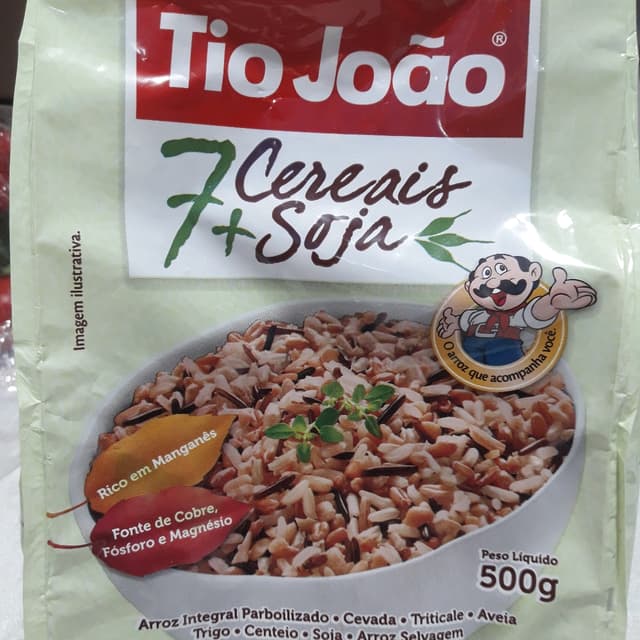 Tio João®
7 Cereais
+ Soja
Imagem ilustrativa.
O arroz que acompanha você.
Rico em Manganês
Fonte de Cobre,
Fósforo e Magnésio
Peso Líquido
500g
Arroz Integral Parboilizado • Cevada • Triticale • Aveia
Trigo • Centeio • Soja • Arroz Selvagem